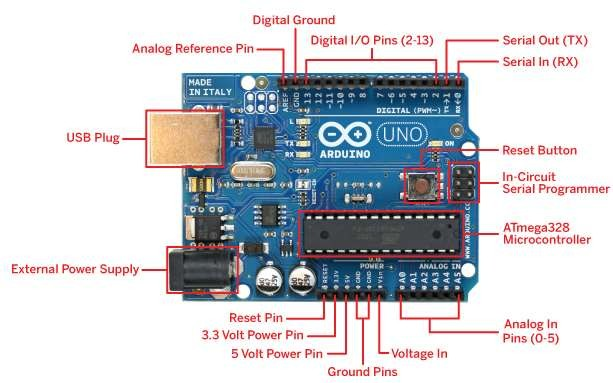 Digital Ground
Analog Reference Pin
Digital I/O Pins (2-13)
Serial Out (TX)
Serial In (RX)
MADE
IN ITALY
AREF
GND
13
12
~11
~10
~9
8
7
~6
~5
~4
~3
2
TX→1
RX←0
DIGITAL (PWM~)
L
TX
RX
ARDUINO
UNO
ON
USB Plug
Reset Button
In-Circuit
Serial Programmer
ATmega328
Microcontroller
External Power Supply
POWER
ANALOG IN
RESET
5V
GND
GND
Vin
A0
A1
A2
A3
A4
A5
Reset Pin
3.3 Volt Power Pin
5 Volt Power Pin
Ground Pins
Voltage In
Analog In
Pins (0-5)